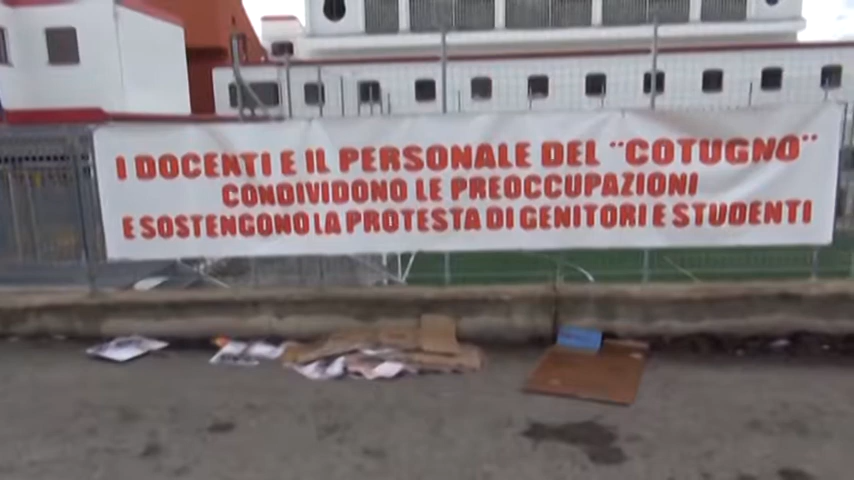 I DOCENTI E IL PERSONALE DEL "COTUGNO"
CONDIVIDONO LE PREOCCUPAZIONI
E SOSTENGONO LA PROTESTA DI GENITORI E STUDENTI